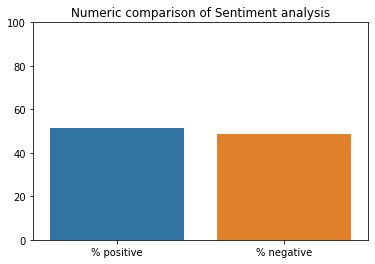 Numeric comparison of Sentiment analysis
100
80
60
40
20
0
% positive
% negative